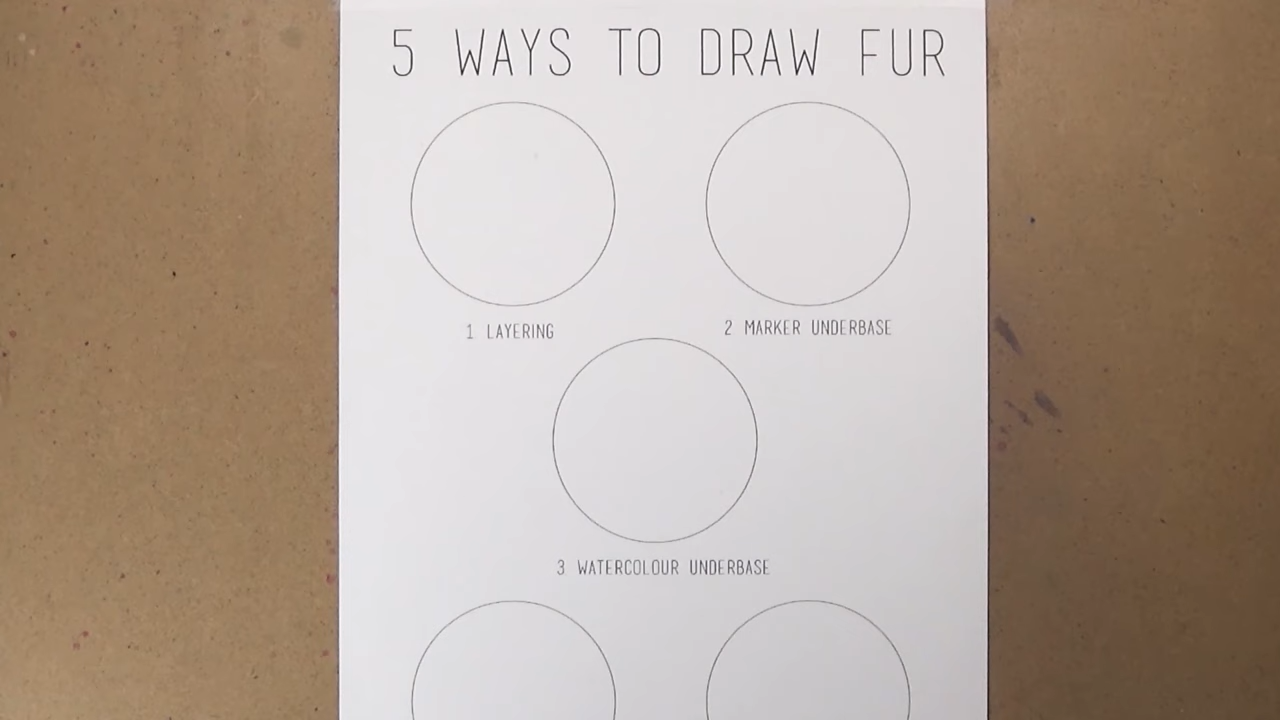 5 WAYS TO DRAW FUR
1 LAYERING
2 MARKER UNDERBASE
3 WATERCOLOUR UNDERBASE